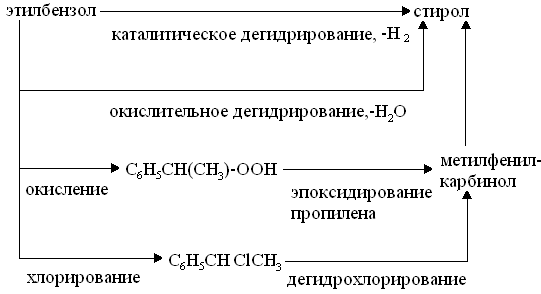 этилбензол
стирол
каталитическое дегидрирование, -H₂
окислительное дегидрирование,-H₂O
C₆H₅CH(CH₃)-OOH
метилфенил-
карбинол
окисление
эпоксидирование
пропилена
C₆H₅CH ClCH₃
хлорирование
дегидрохлорирование